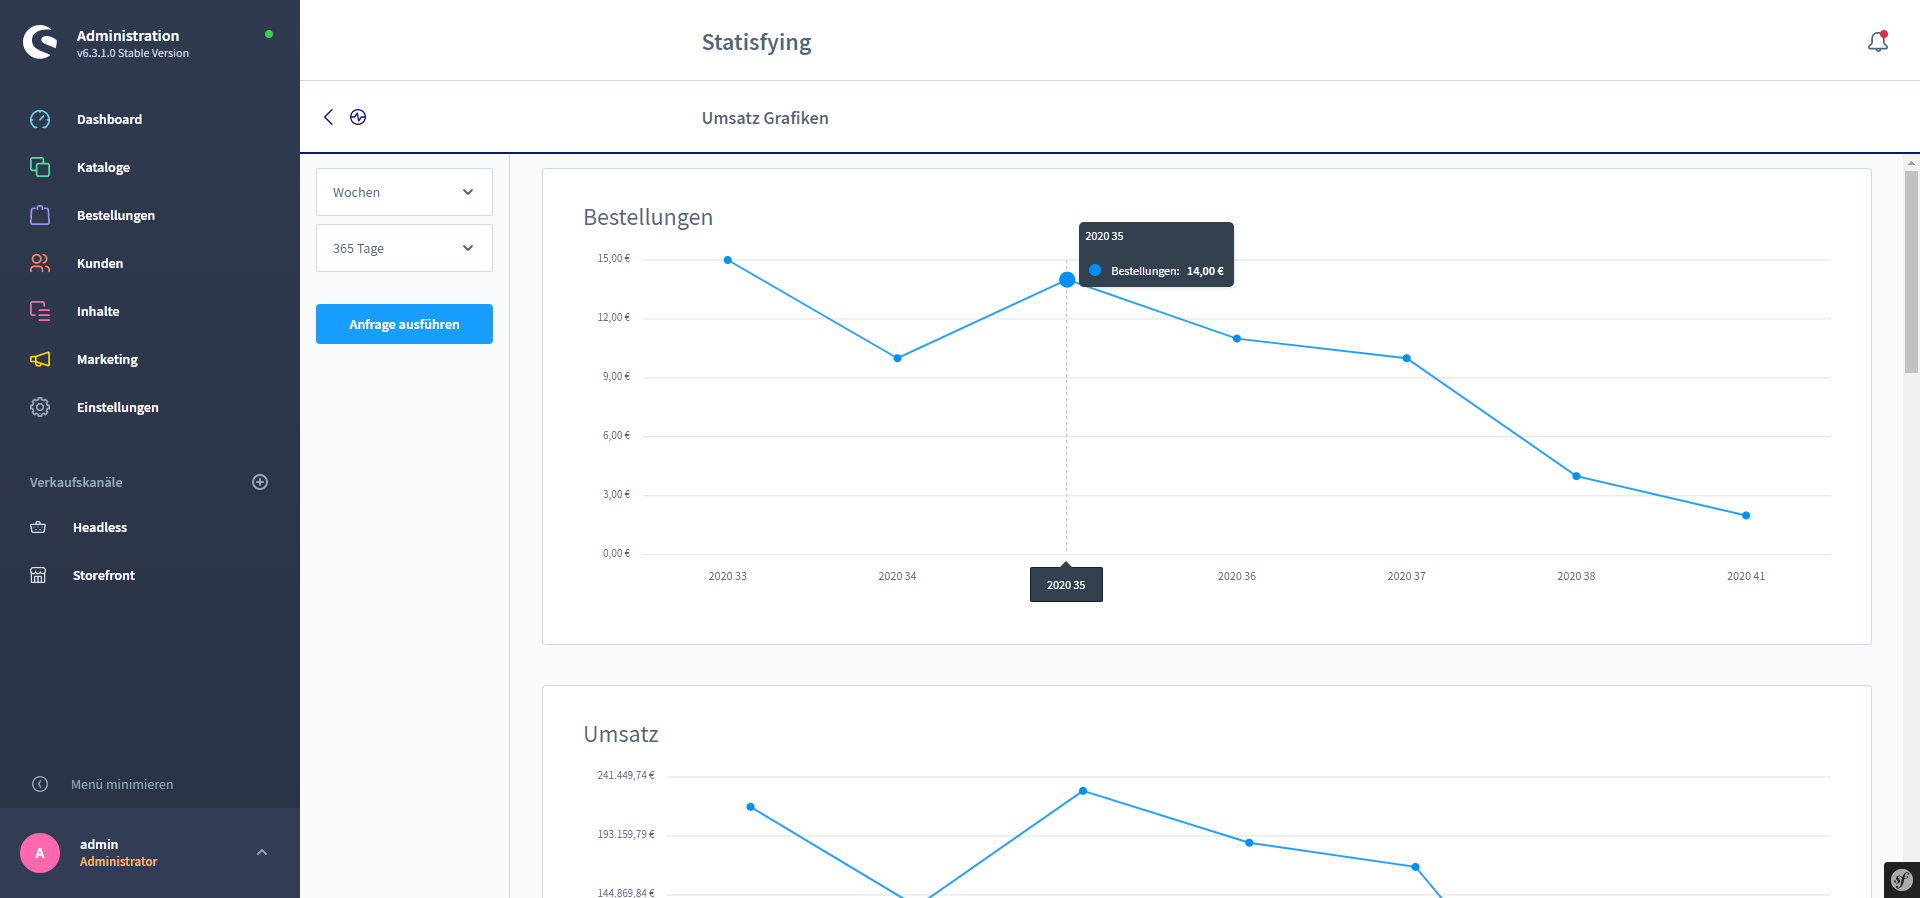 Administration
v6.3.1.0 Stable Version
Dashboard
Kataloge
Bestellungen
Kunden
Inhalte
Marketing
Einstellungen
Verkaufskanäle
Headless
Storefront
Menü minimieren
A
admin
Administrator
Statisfying
Umsatz Grafiken
Wochen
365 Tage
Anfrage ausführen
Bestellungen
2020 35
Bestellungen: 14,00 €
15,00 €
12,00 €
9,00 €
6,00 €
3,00 €
0,00 €
2020 33 2020 34 2020 35 2020 36 2020 37 2020 38 2020 41
Umsatz
241.449,74 €
193.159,79 €
144.869,84 €
sf